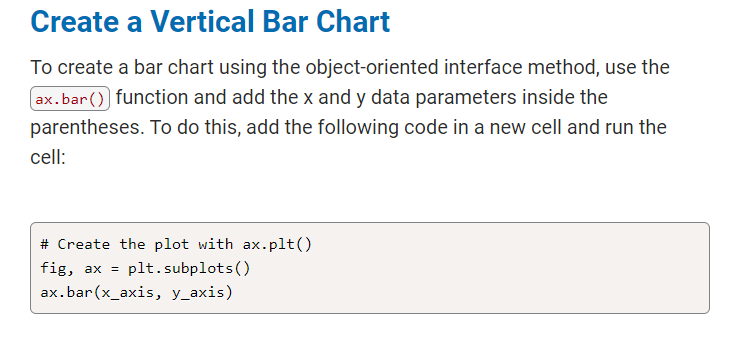 Create a Vertical Bar Chart
To create a bar chart using the object-oriented interface method, use the
ax.bar() function and add the x and y data parameters inside the
parentheses. To do this, add the following code in a new cell and run the
cell:
# Create the plot with ax.plt()
fig, ax = plt.subplots()
ax.bar(x_axis, y_axis)